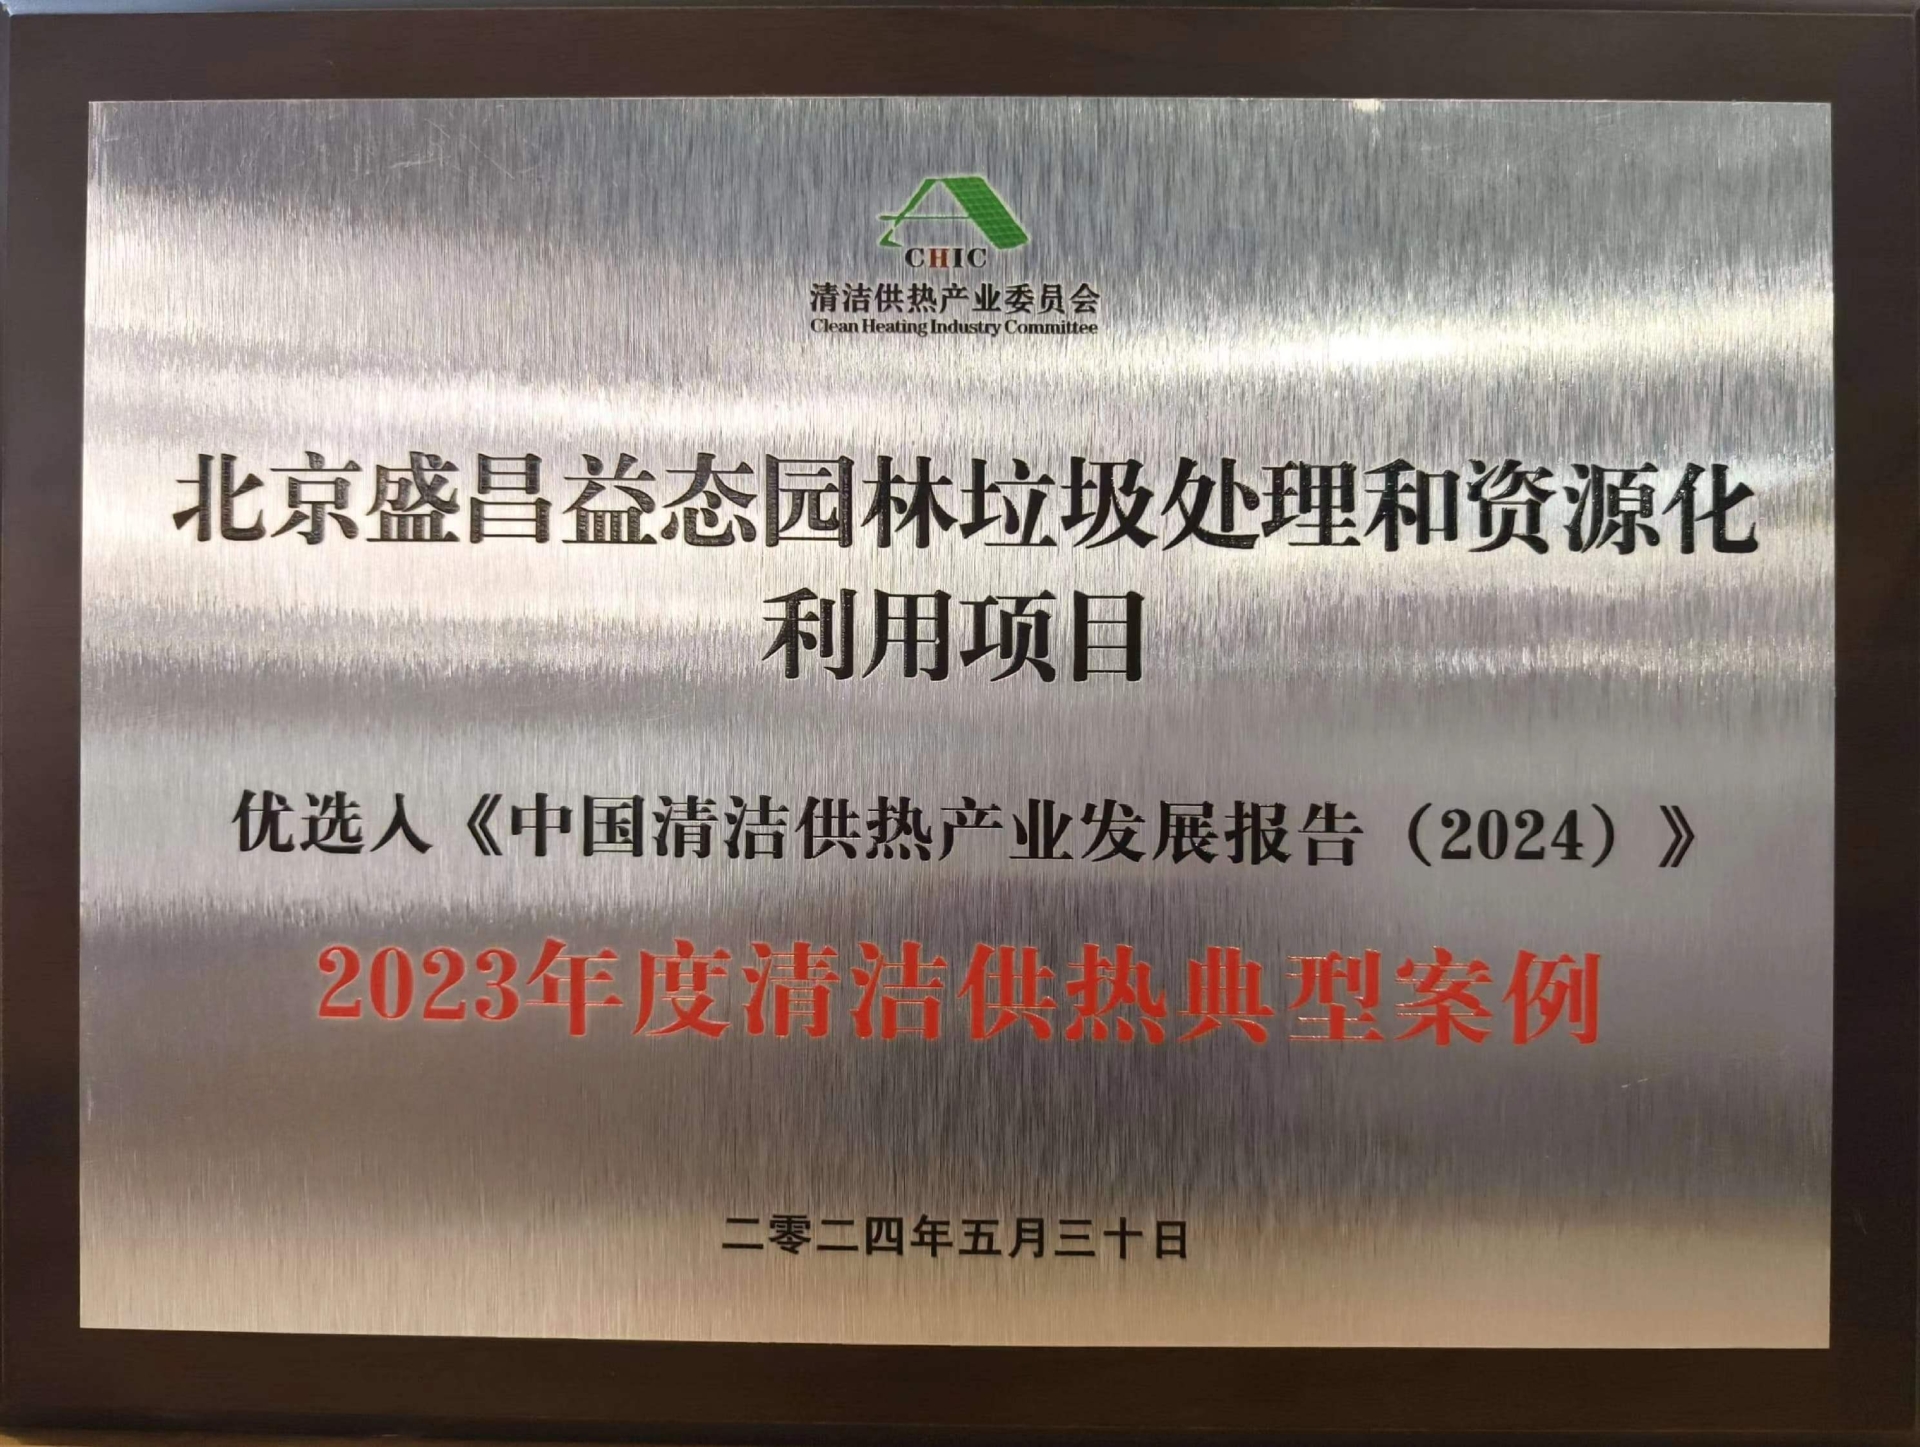 CHIC
清洁供热产业委员会
Clean Heating Industry Committee
北京盛昌益态园林垃圾处理和资源化
利用项目
优选入《中国清洁供热产业发展报告（2024）》
2023年度清洁供热典型案例
二零二四年五月三十日